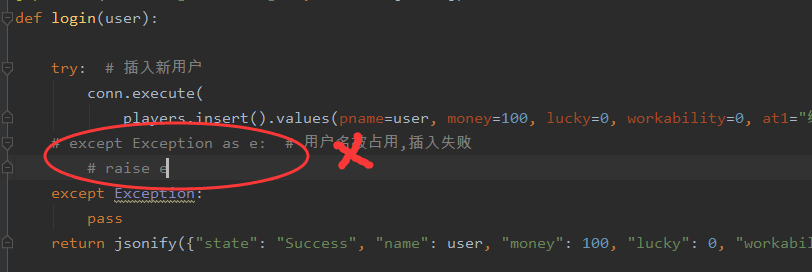 def login(user):
try:  # 插入新用户
conn.execute(
players.insert().values(pname=user, money=100, lucky=0, workability=0, at1="
# except Exception as e:  # 用户名被占用,插入失败
# raise e
except Exception:
pass
return jsonify({"state": "Success", "name": user, "money": 100, "lucky": 0, "workabil